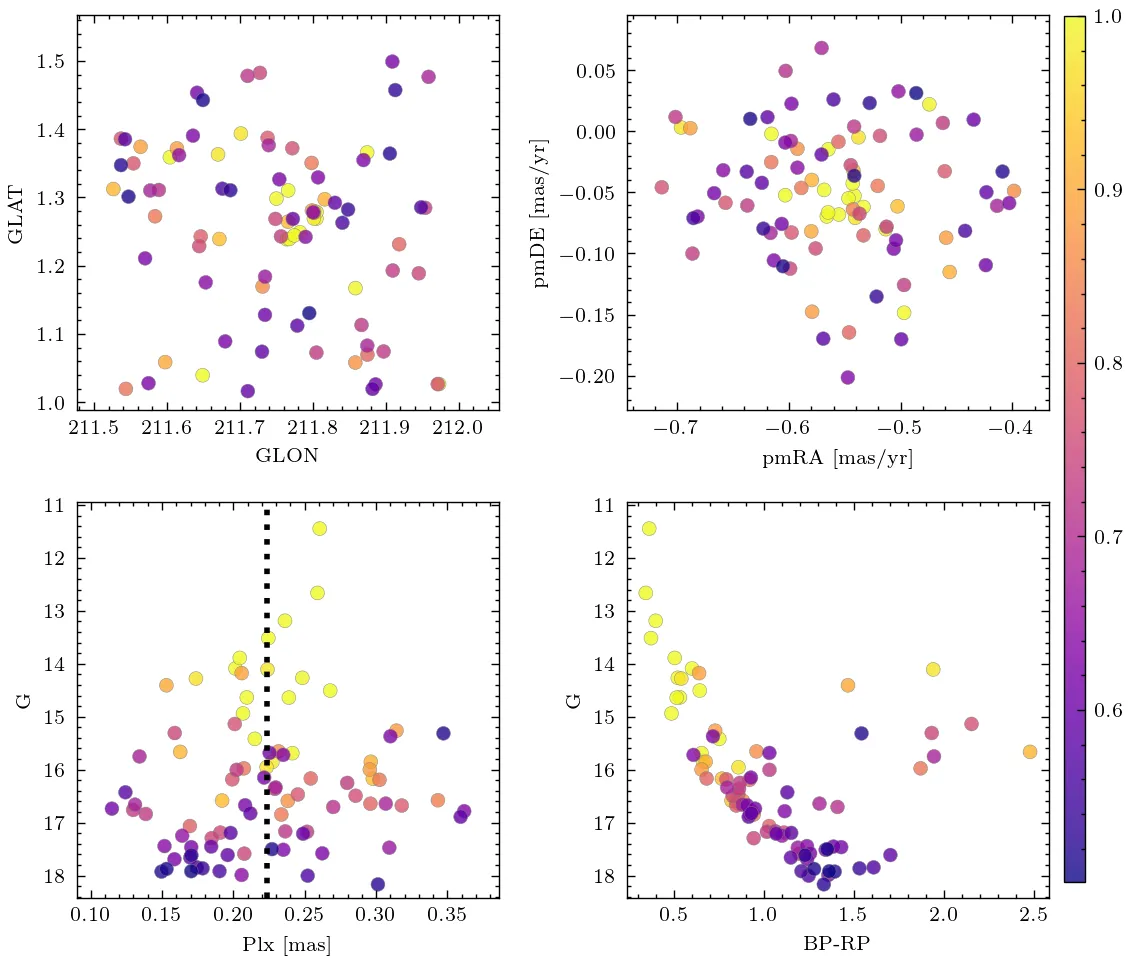 1.5
1.4
1.3
1.2
1.1
1.0
GLAT
211.5 211.6 211.7 211.8 211.9 212.0
GLON
0.05
0.00
−0.05
−0.10
−0.15
−0.20
pmDE [mas/yr]
−0.7 −0.6 −0.5 −0.4
pmRA [mas/yr]
1.0
0.9
0.8
0.7
0.6
11
12
13
14
15
16
17
18
G
0.10 0.15 0.20 0.25 0.30 0.35
Plx [mas]
11
12
13
14
15
16
17
18
G
0.5 1.0 1.5 2.0 2.5
BP-RP